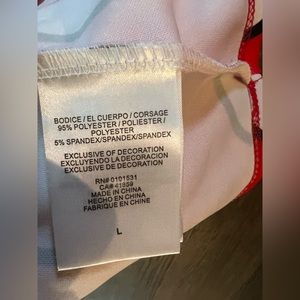 BODICE / EL CUERPO / CORSAGE
95% POLYESTER / POLIESTER /
POLYESTER
5% SPANDEX/SPANDEX/SPANDEX
EXCLUSIVE OF DECORATION
EXCLUYENDO LA DECORACION
EXCLUSIVE DE DECORATION
RN# 0101531
CA# 41859
MADE IN CHINA
HECHO EN CHINA
FABRIQUE EN CHINE
L